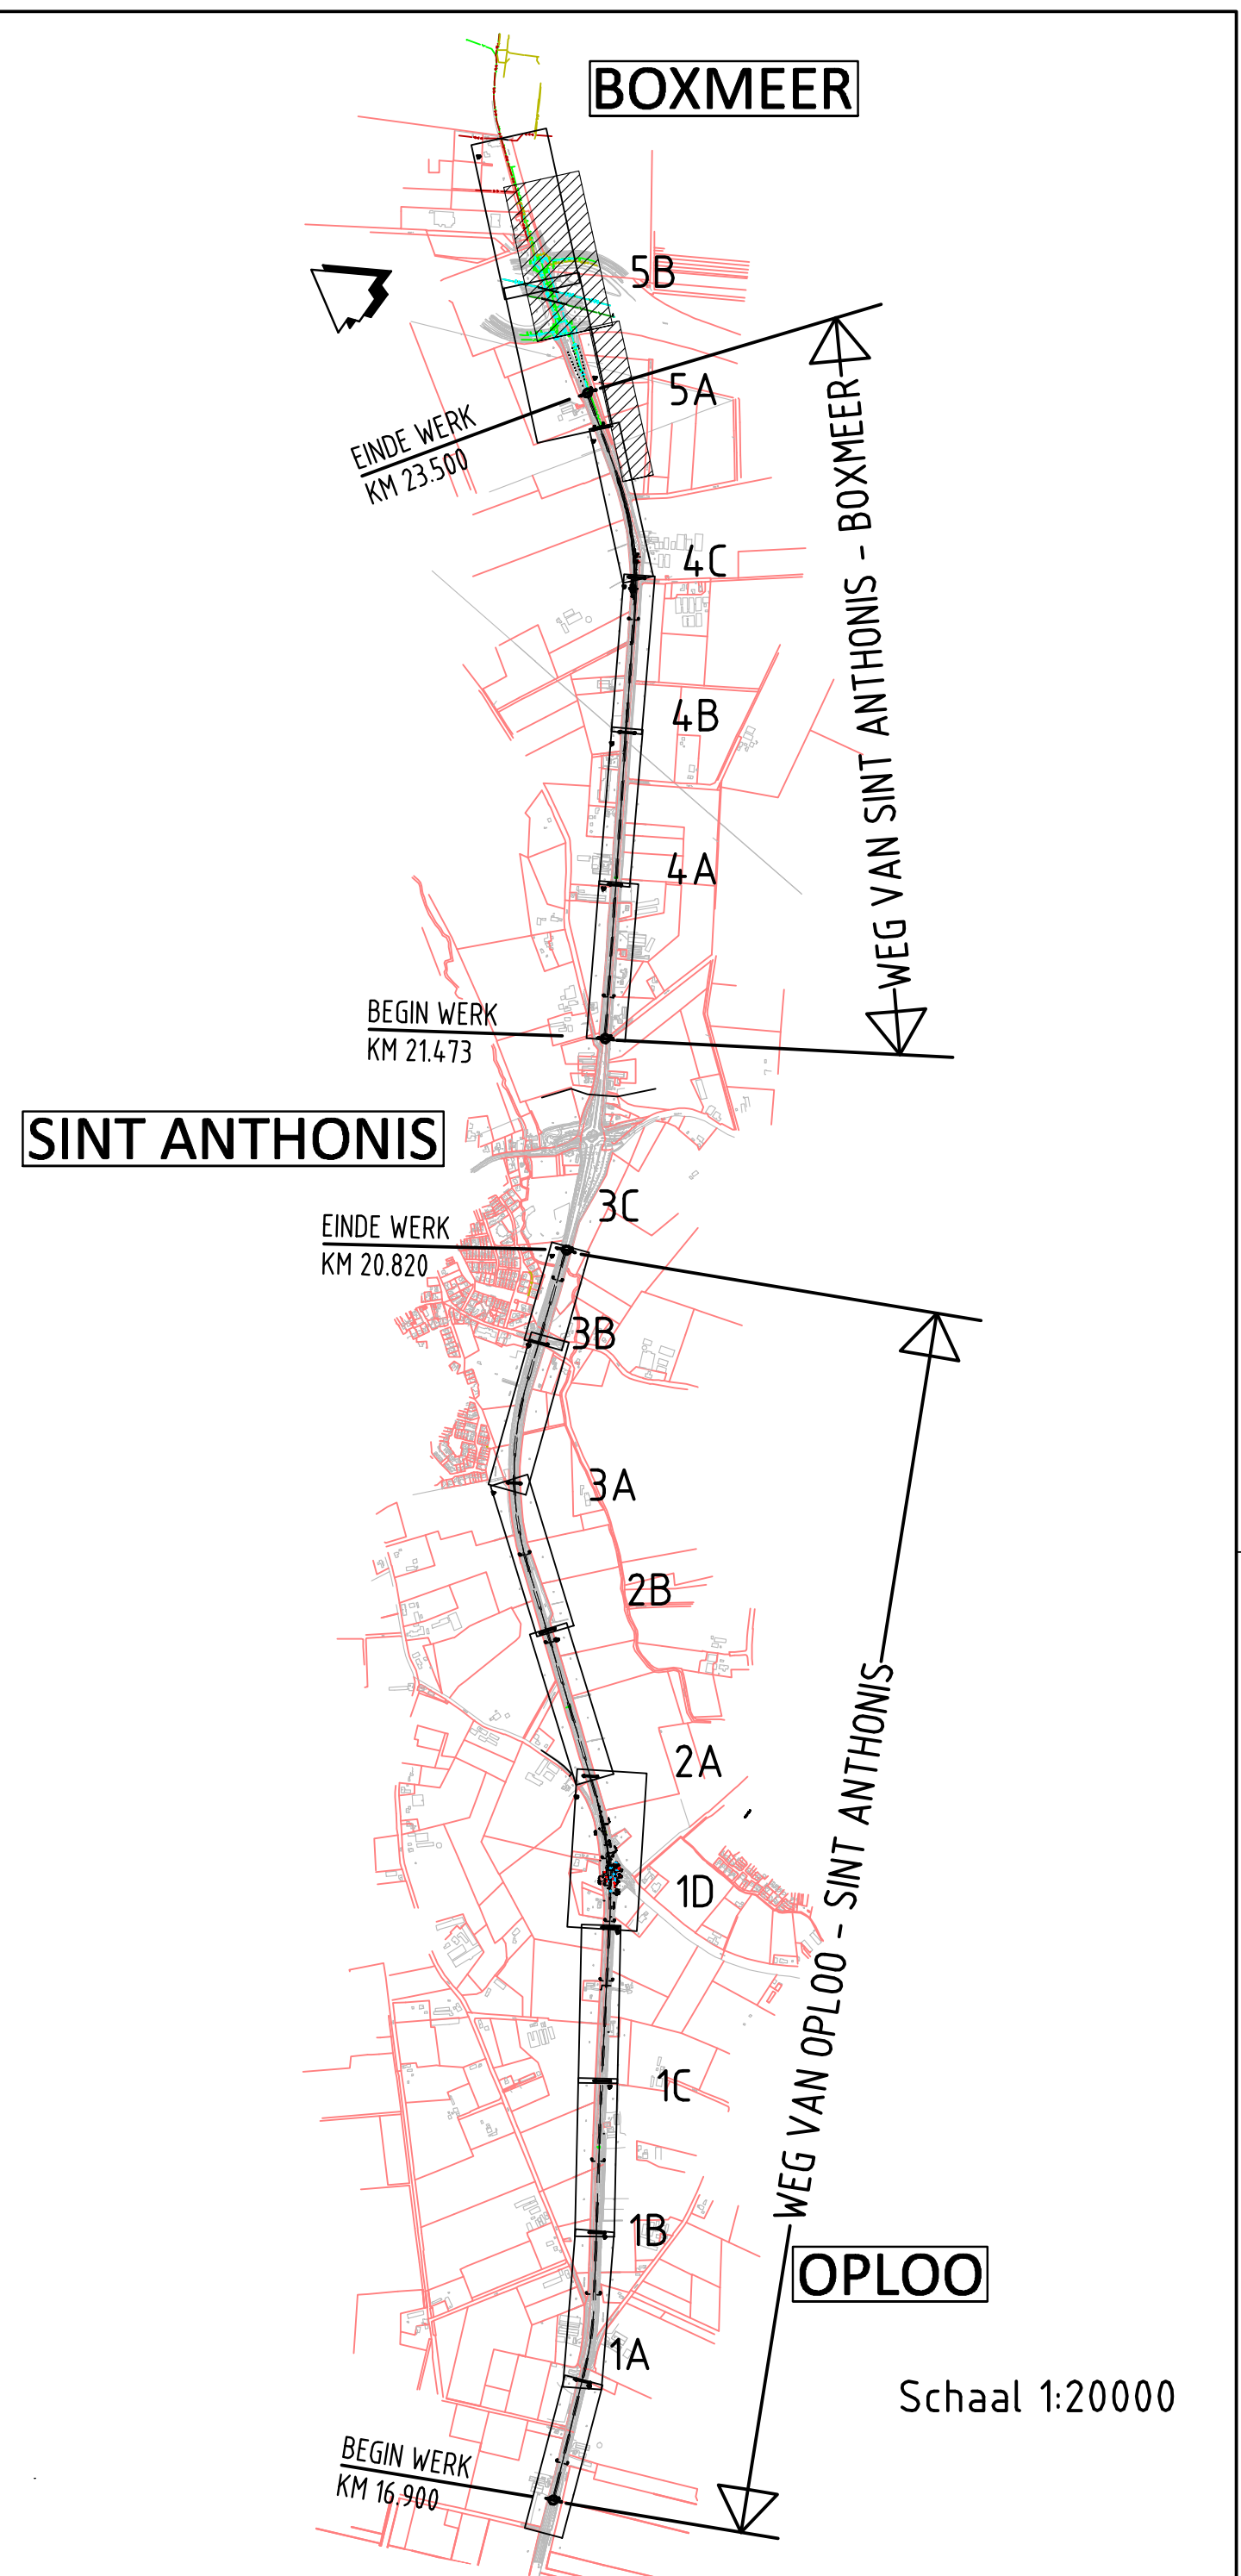 BOXMEER
5B
5A
EINDE WERK
KM 23.500
4C
WEG VAN SINT ANTHONIS - BOXMEER
4B
4A
BEGIN WERK
KM 21.473
SINT ANTHONIS
3C
EINDE WERK
KM 20.820
3B
3A
2B
WEG VAN OPLOO - SINT ANTHONIS
2A
1D
1C
1B
OPLOO
1A
Schaal 1:20000
BEGIN WERK
KM 16.900